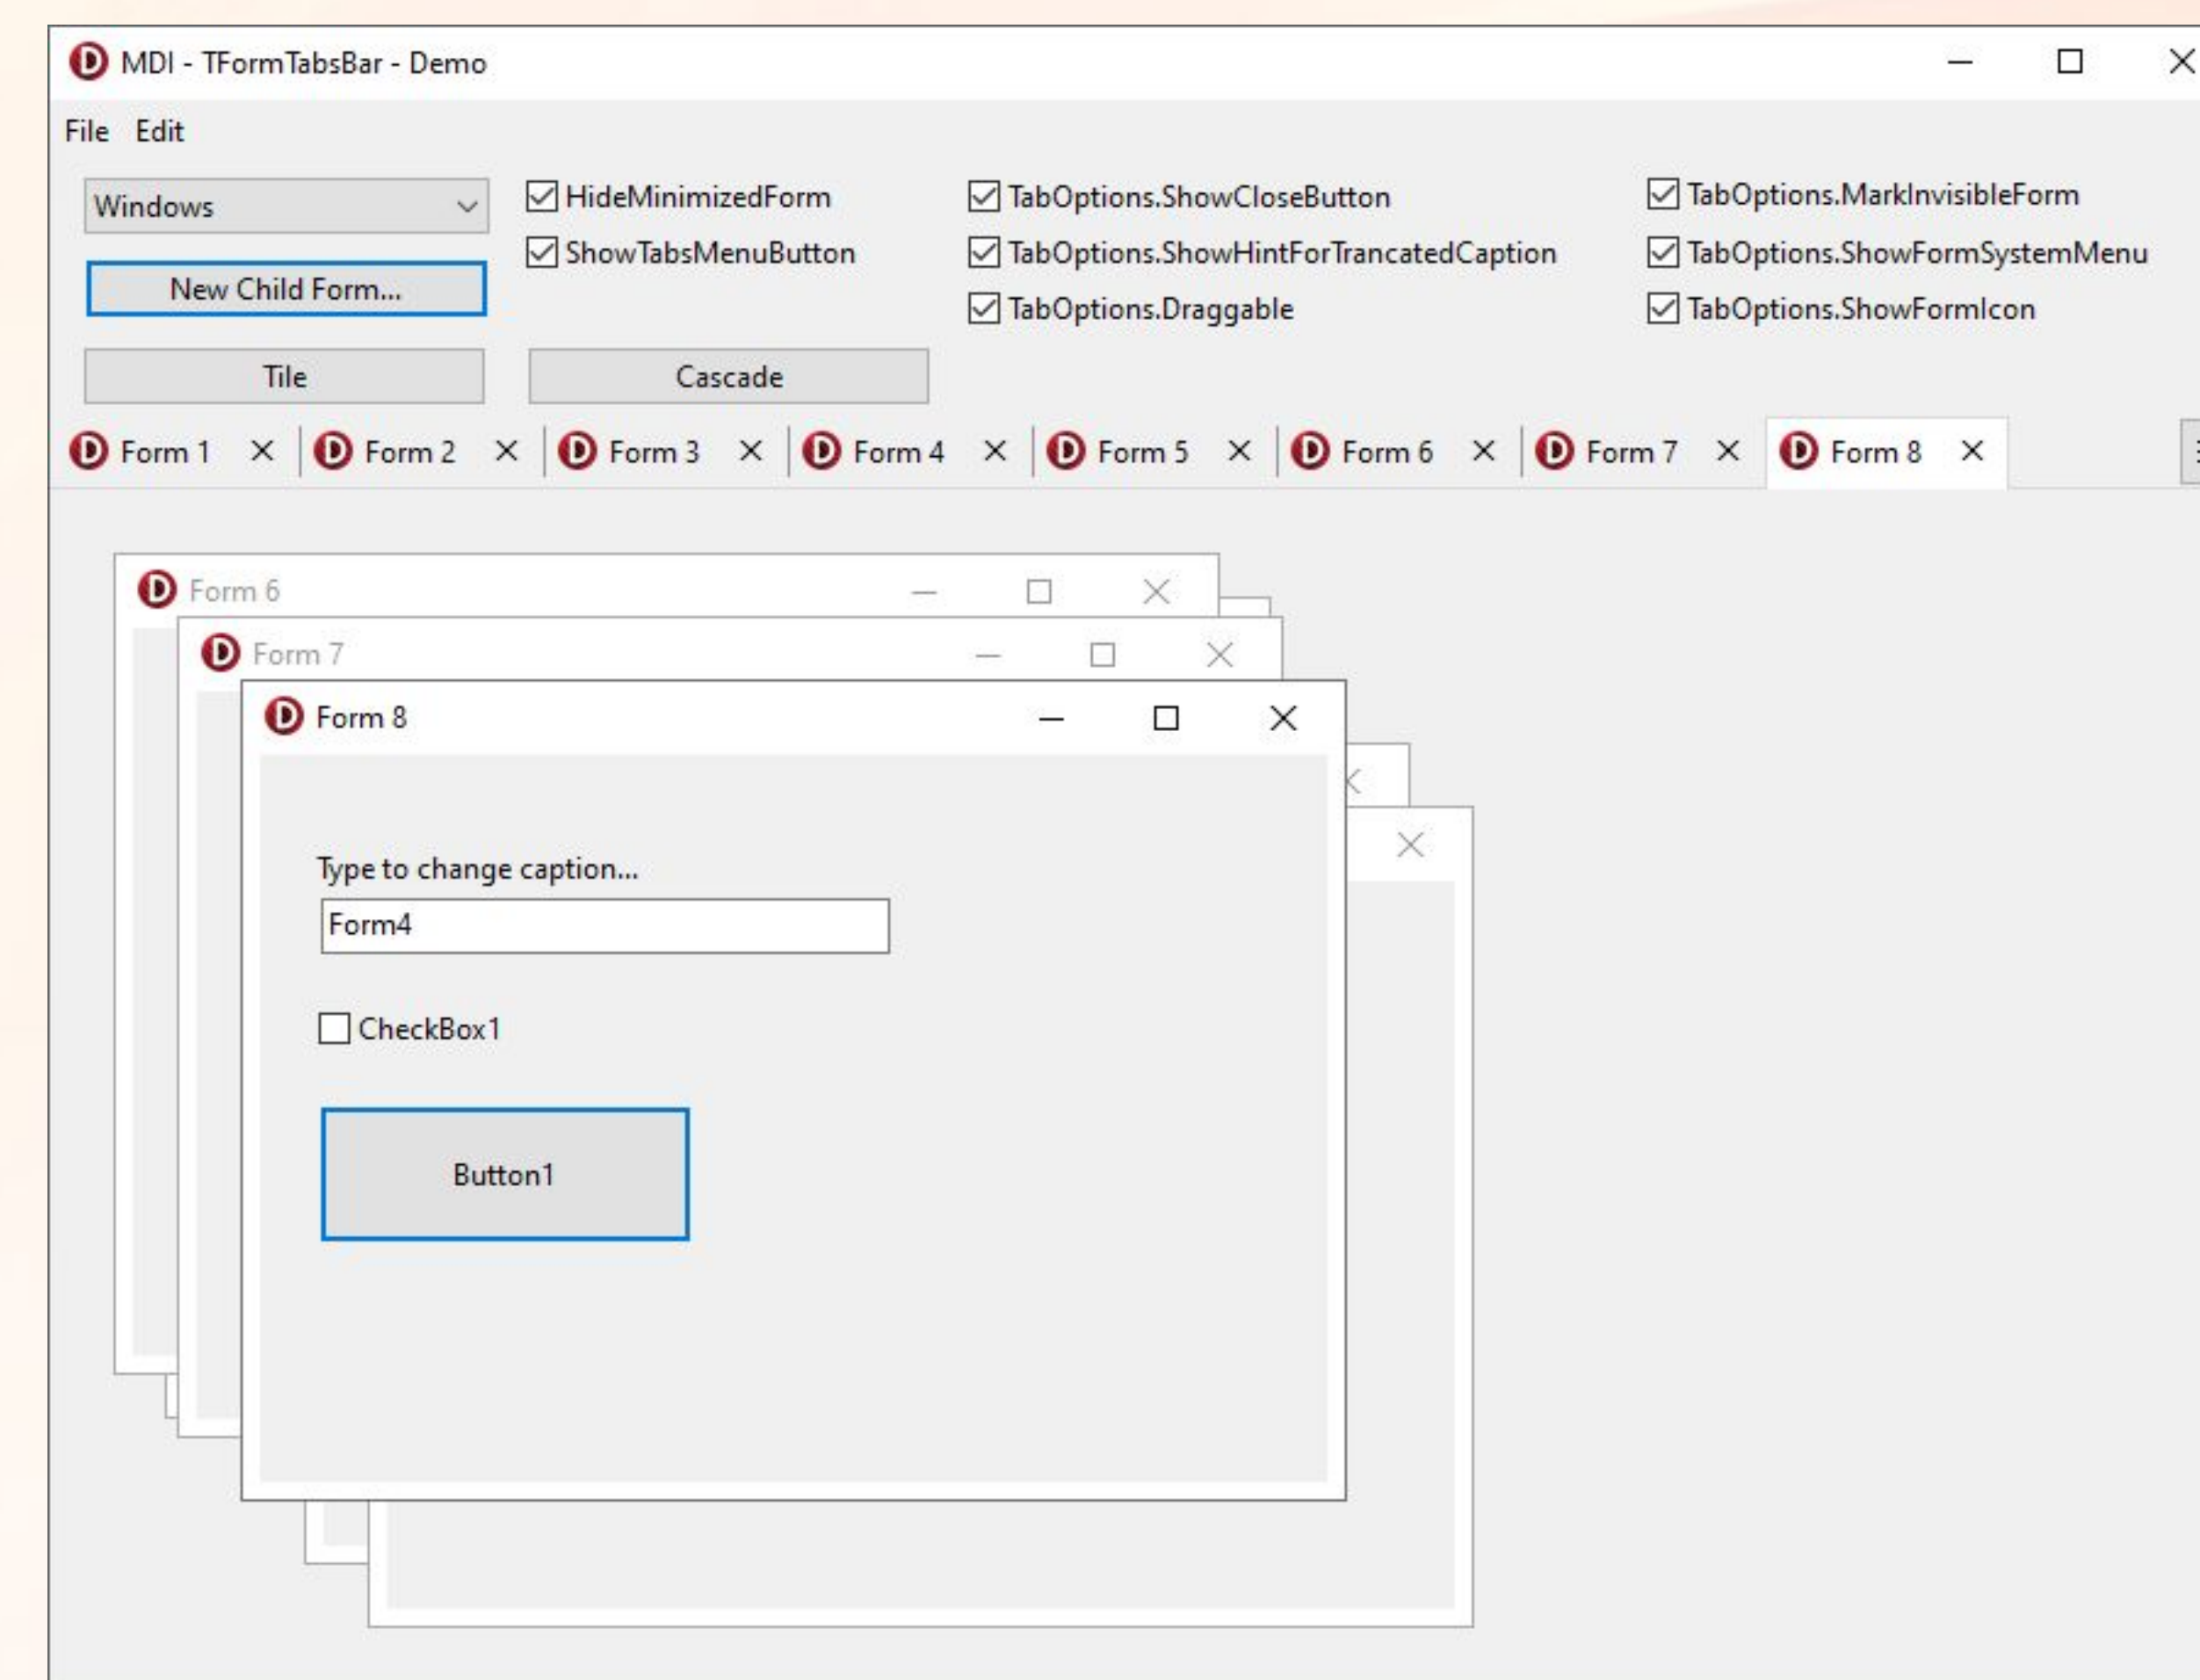 MDI - TFormTabsBar - Demo
File Edit
Windows
HideMinimizedForm
TabOptions.ShowCloseButton
TabOptions.MarkInvisibleForm
ShowTabsMenuButton
TabOptions.ShowHintForTrancatedCaption
TabOptions.ShowFormSystemMenu
New Child Form...
TabOptions.Draggable
TabOptions.ShowFormIcon
Tile
Cascade
Form 1
Form 2
Form 3
Form 4
Form 5
Form 6
Form 7
Form 8
Form 6
Form 7
Form 8
Type to change caption...
Form4
CheckBox1
Button1